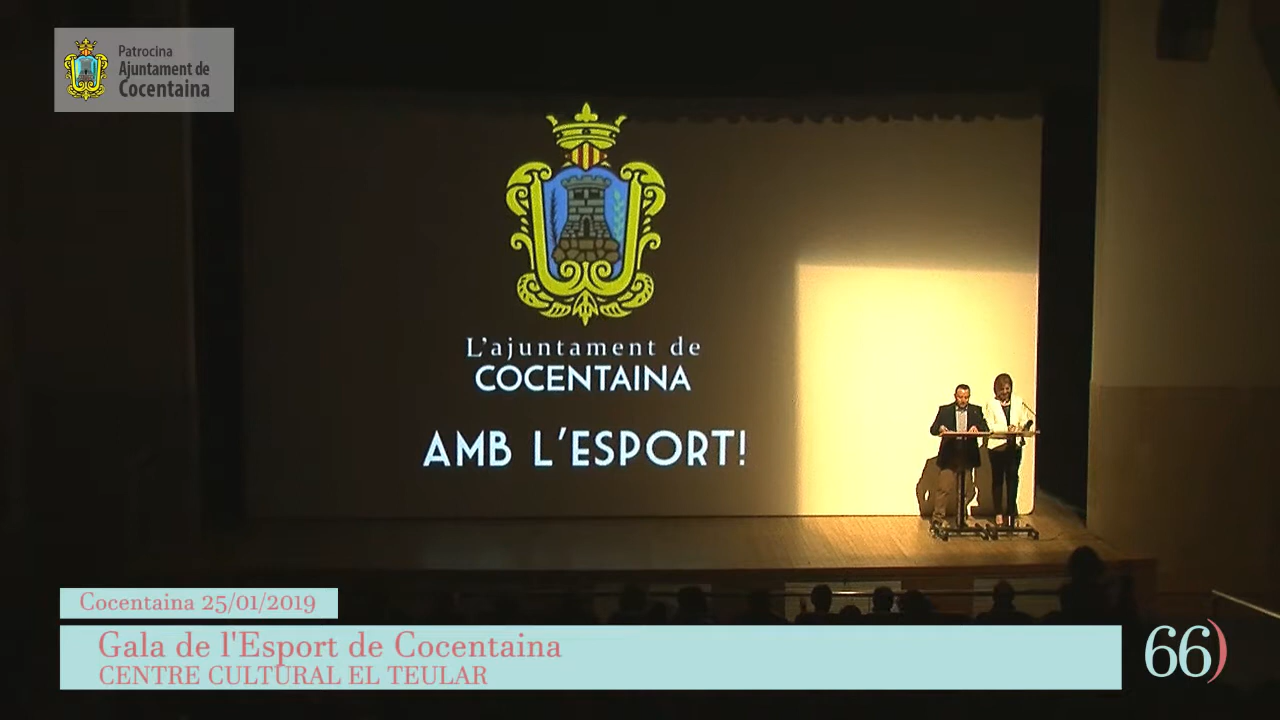 Patrocina
Ajuntament de
Cocentaina
L'ajuntament de
COCENTAINA
AMB L'ESPORT!
Cocentaina 25/01/2019
Gala de l'Esport de Cocentaina
CENTRE CULTURAL EL TEULAR
66)